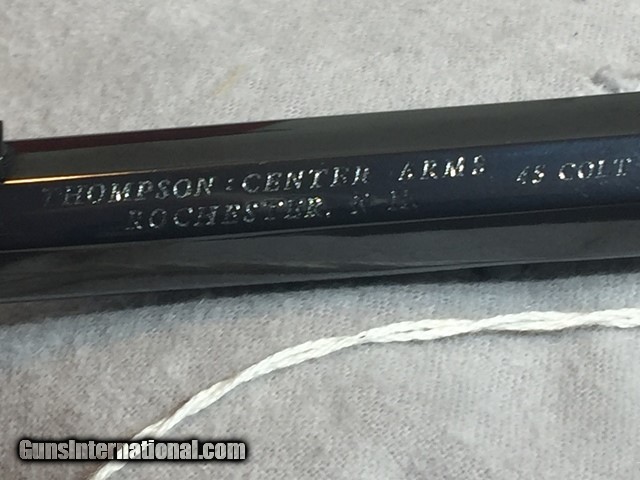 THOMPSON:CENTER ARMS. 45 COLT
ROCHESTER, N-H.
GunsInternational.com